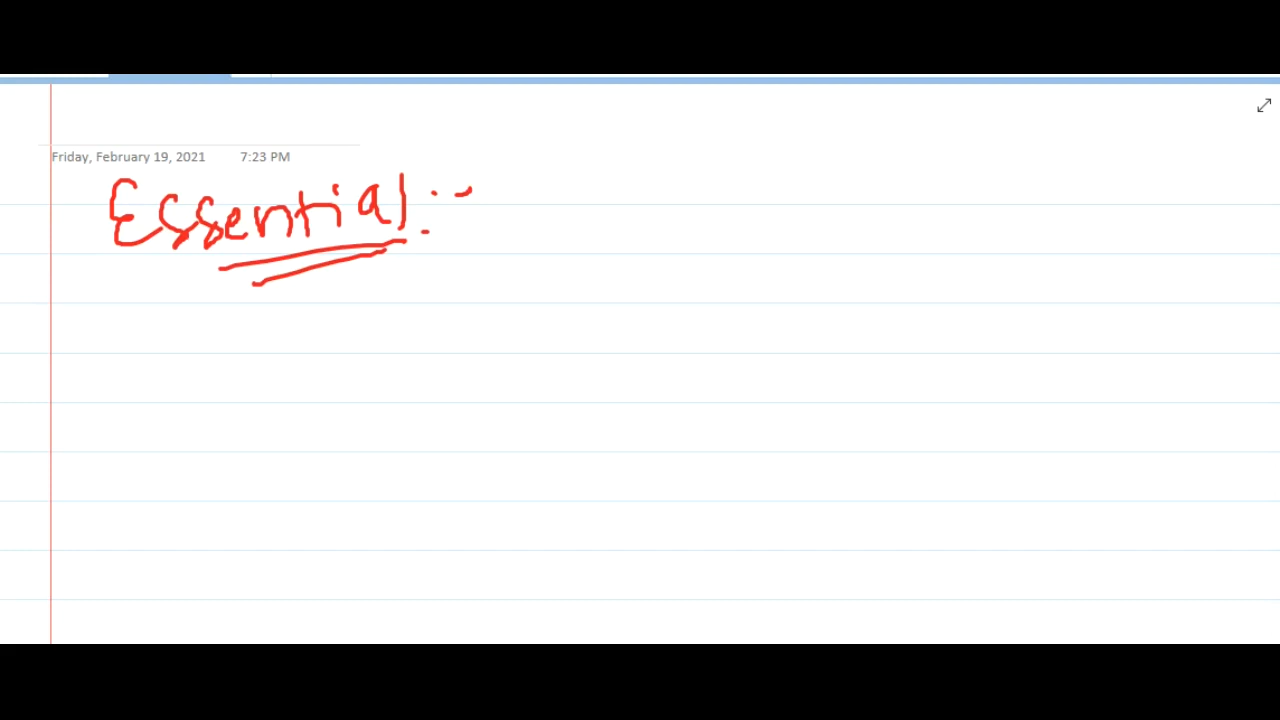 Friday, February 19, 2021 7:23 PM
Essential :-